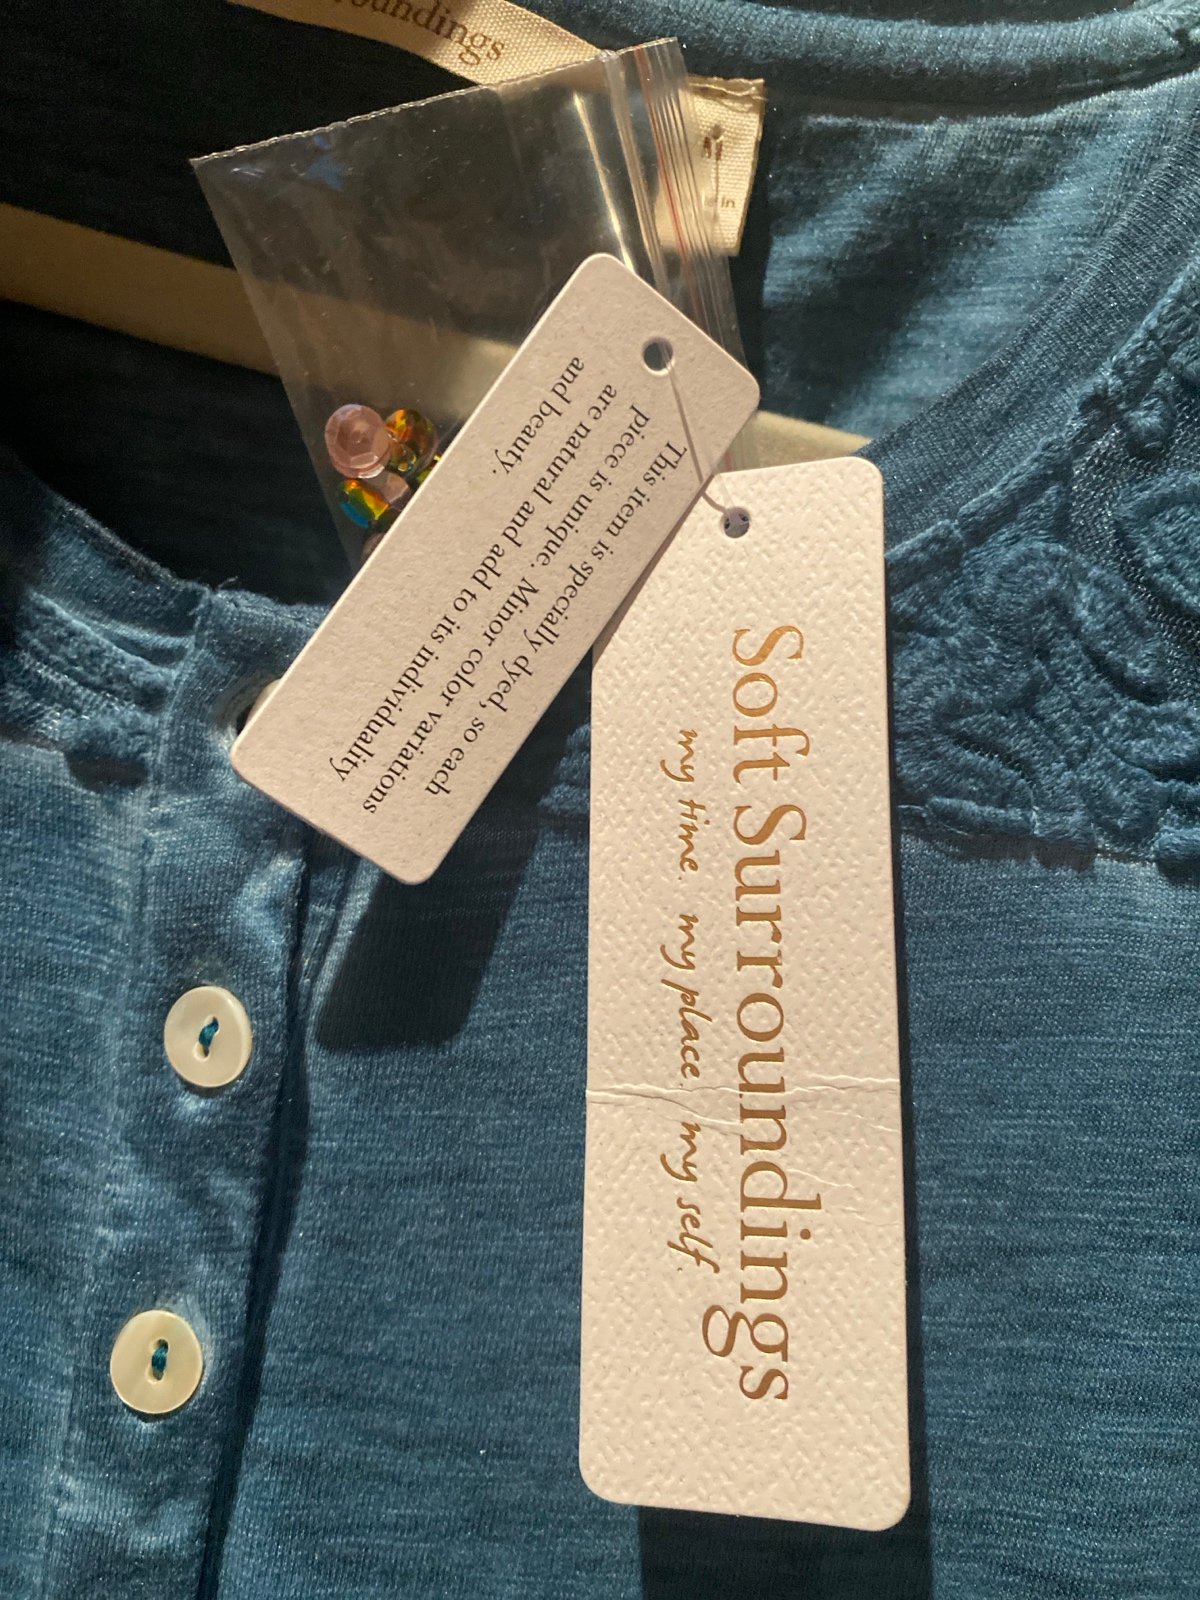 Soft Surroundings
my time. my place. my self.
This item is specially dyed, so each
piece is unique. Minor color variations
are natural and add to its individuality
and beauty.